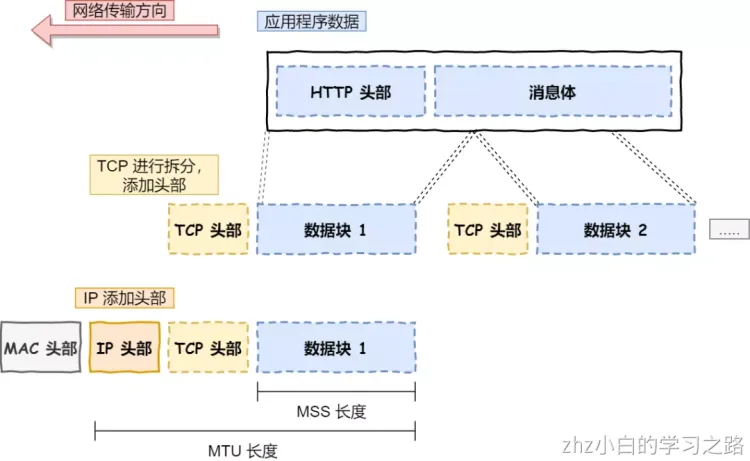 网络传输方向
应用程序数据
HTTP 头部
消息体
TCP 进行拆分，
添加头部
TCP 头部
数据块 1
TCP 头部
数据块 2
.....
IP 添加头部
MAC 头部
IP 头部
TCP 头部
数据块 1
MSS 长度
MTU 长度
zhz小白的学习之路